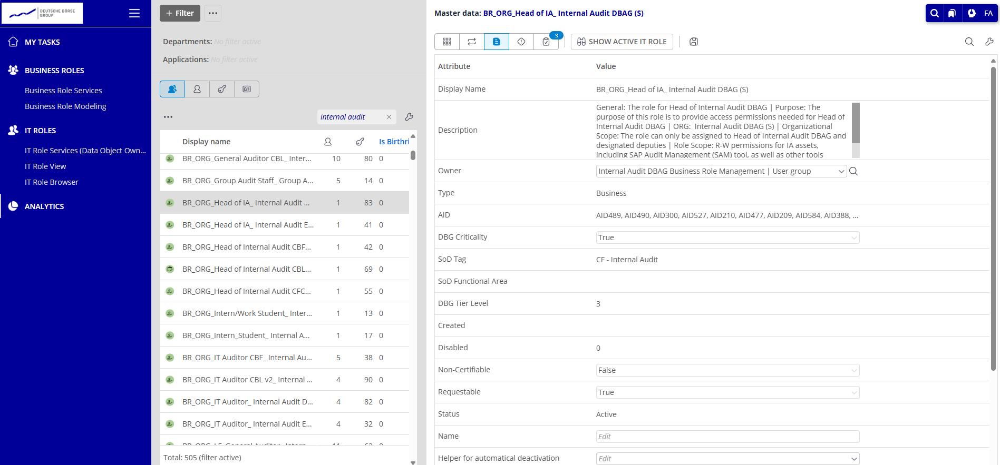 DEUTSCHE BÖRSE
GROUP
MY TASKS
BUSINESS ROLES
Business Role Services
Business Role Modeling
IT ROLES
IT Role Services (Data Object Own...
IT Role View
IT Role Browser
ANALYTICS
+ Filter
Departments: No filter active
Applications: No filter active
internal audit
Display name Is Birthri
BR_ORG_General Auditor CBL_ Inter... 10 80 0
BR_ORG_Group Audit Staff_ Group A... 5 14 0
BR_ORG_Head of IA_ Internal Audit ... 1 83 0
BR_ORG_Head of IA_ Internal Audit E... 1 41 0
BR_ORG_Head of Internal Audit CBF... 1 42 0
BR_ORG_Head of Internal Audit CBL... 1 69 0
BR_ORG_Head of Internal Audit CFC... 1 55 0
BR_ORG_Intern/Work Student_ Inter... 1 13 0
BR_ORG_Intern_Student_ Internal A... 1 17 0
BR_ORG_IT Auditor CBF_ Internal Au... 5 38 0
BR_ORG_IT Auditor CBL v2_ Internal ... 4 90 0
BR_ORG_IT Auditor_ Internal Audit D... 4 82 0
BR_ORG_IT Auditor_ Internal Audit E... 4 32 0
Total: 505 (filter active)
Master data: BR_ORG_Head of IA_ Internal Audit DBAG (S)
FA
3
SHOW ACTIVE IT ROLE
Attribute Value
Display Name BR_ORG_Head of IA_ Internal Audit DBAG (S)
Description
General: The role for Head of Internal Audit DBAG | Purpose: The
purpose of this role is to provide access permissions needed for Head of
Internal Audit DBAG | ORG: Internal Audit DBAG (S) | Organizational
Scope: The role can only be assigned to Head of Internal Audit DBAG and
designated deputies | Role Scope: R-W permissions for IA assets,
including SAP Audit Management (SAM) tool, as well as other tools
Owner Internal Audit DBAG Business Role Management | User group
Type Business
AID AID489, AID490, AID300, AID527, AID210, AID477, AID209, AID584, AID388, ...
DBG Criticality True
SoD Tag CF - Internal Audit
SoD Functional Area
DBG Tier Level 3
Created
Disabled 0
Non-Certifiable False
Requestable True
Status Active
Name Edit
Helper for automatical deactivation Edit